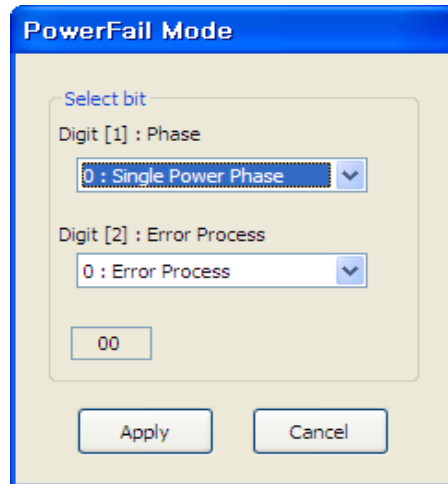 PowerFail Mode
Select bit
Digit [1] : Phase
0 : Single Power Phase
Digit [2] : Error Process
0 : Error Process
00
Apply Cancel